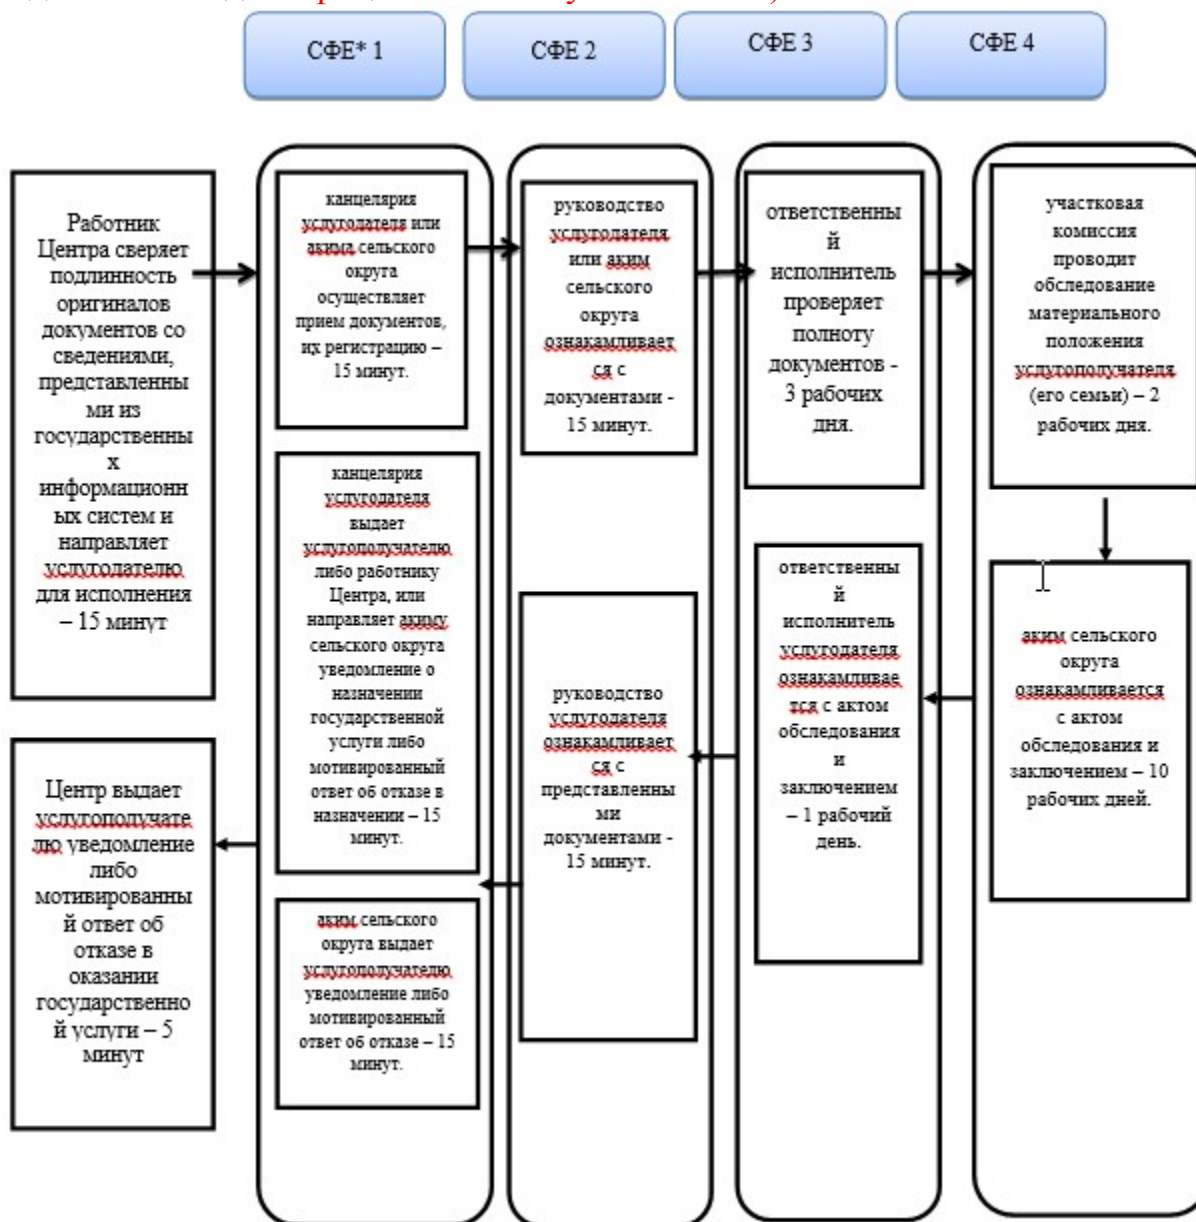 СФЕ* 1
СФЕ 2
СФЕ 3
СФЕ 4
Работник
Центра сверяет
подлинность
оригиналов
документов со
сведениями,
представленны
ми из
государственны
х
информационн
ых систем и
направляет
услугодателю
для исполнения
– 15 минут
Центр выдает
услугополучате
лю уведомление
либо
мотивированны
й ответ об
отказе в
оказании
государственно
й услуги – 5
минут
канцелярия
услугодателя или
акима сельского
округа
осуществляет
прием документов,
их регистрацию –
15 минут.
канцелярия
услугодателя
выдает
услугополучателю
либо работнику
Центра, или
направляет акиму
сельского округа
уведомление о
назначении
государственной
услуги либо
мотивированный
ответ об отказе в
назначении – 15
минут.
аким сельского
округа выдает
услугополучателю
уведомление либо
мотивированный
ответ об отказе – 15
минут.
руководство
услугодателя
или аким
сельского
округа
ознакамливает
ся с
документами -
15 минут.
руководство
услугодателя
ознакамливает
ся с
представленны
ми
документами -
15 минут.
ответственны
й
исполнитель
проверяет
полноту
документов -
3 рабочих
дня.
ответственны
й
исполнитель
услугодателя
ознакамливае
тся с актом
обследования
и
заключением
– 1 рабочий
день.
участковая
комиссия
проводит
обследование
материального
положения
услугополучателя
(его семьи) – 2
рабочих дня.
аким сельского
округа
ознакамливается
с актом
обследования и
заключением – 10
рабочих дней.